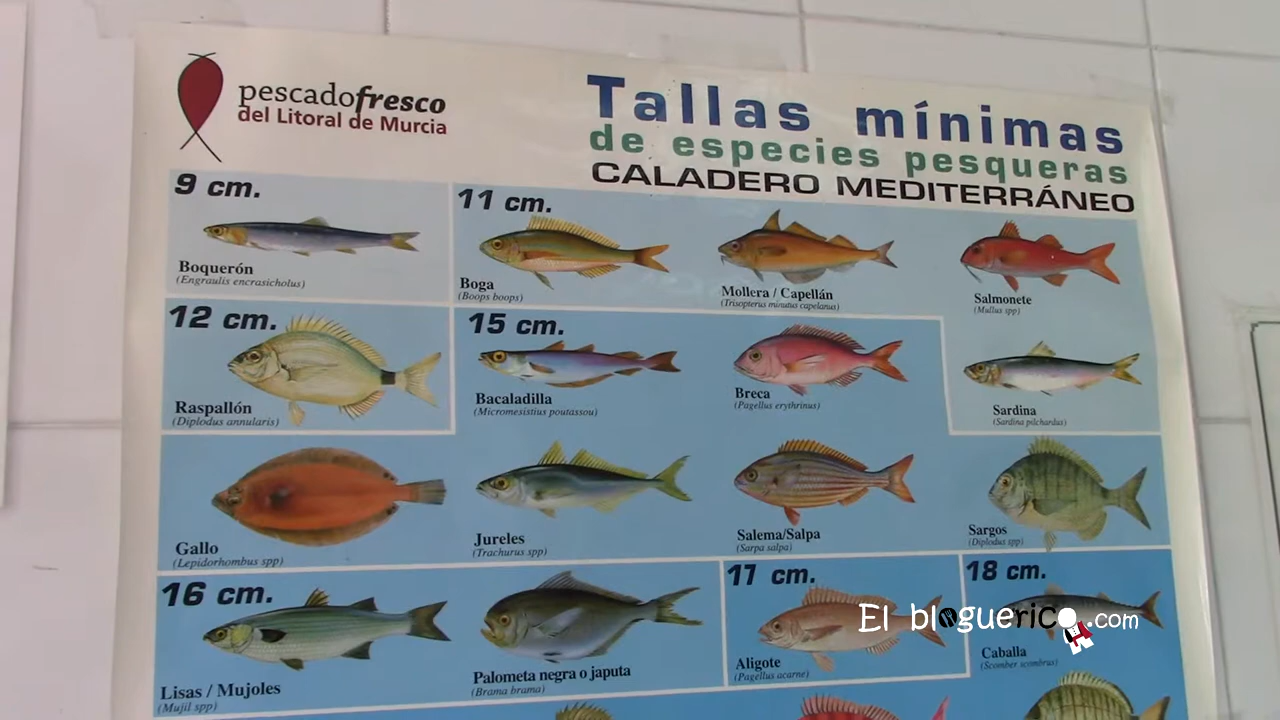 pescadofresco
del Litoral de Murcia
Tallas mínimas
de especies pesqueras
CALADERO MEDITERRÁNEO
9 cm.
Boquerón
(Engraulis encrasicholus)
11 cm.
Boga
(Boops boops)
Mollera / Capellán
(Trisopterus minutus capelanus)
Salmonete
(Mullus spp)
Sardina
(Sardina pilchardus)
12 cm.
Raspallón
(Diplodus annularis)
15 cm.
Bacaladilla
(Micromesistius poutassou)
Breca
(Pagellus erythrinus)
Gallo
(Lepidorhombus spp)
Jureles
(Trachurus spp)
Salema/Salpa
(Sarpa salpa)
Sargos
(Diplodus spp)
16 cm.
Lisas / Mujoles
(Mujil spp)
Palometa negra o japuta
(Brama brama)
17 cm.
Aligote
(Pagellus acarne)
18 cm.
Caballa
(Scomber scombrus)
El bloguerico.com